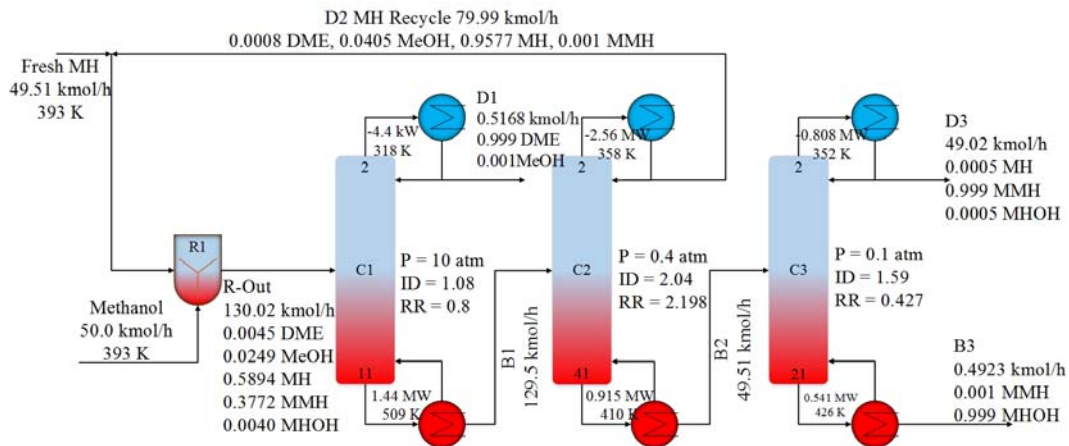 D2 MH Recycle 79.99 kmol/h
0.0008 DME, 0.0405 MeOH, 0.9577 MH, 0.001 MMH
Fresh MH
49.51 kmol/h
393 K
D1
0.5168 kmol/h
0.999 DME
0.001MeOH
-4.4 kW
318 K
-2.56 MW
358 K
-0.808 MW
352 K
D3
49.02 kmol/h
0.0005 MH
0.999 MMH
0.0005 MHOH
2
2
2
R1
C1
P = 10 atm
ID = 1.08
RR = 0.8
C2
P = 0.4 atm
ID = 2.04
RR = 2.198
C3
P = 0.1 atm
ID = 1.59
RR = 0.427
Methanol
50.0 kmol/h
393 K
R-Out
130.02 kmol/h
0.0045 DME
0.0249 MeOH
0.5894 MH
0.3772 MMH
0.0040 MHOH
11
1.44 MW
509 K
B1
129.5 kmol/h
41
0.915 MW
410 K
B2
49.51 kmol/h
21
0.541 MW
426 K
B3
0.4923 kmol/h
0.001 MMH
0.999 MHOH